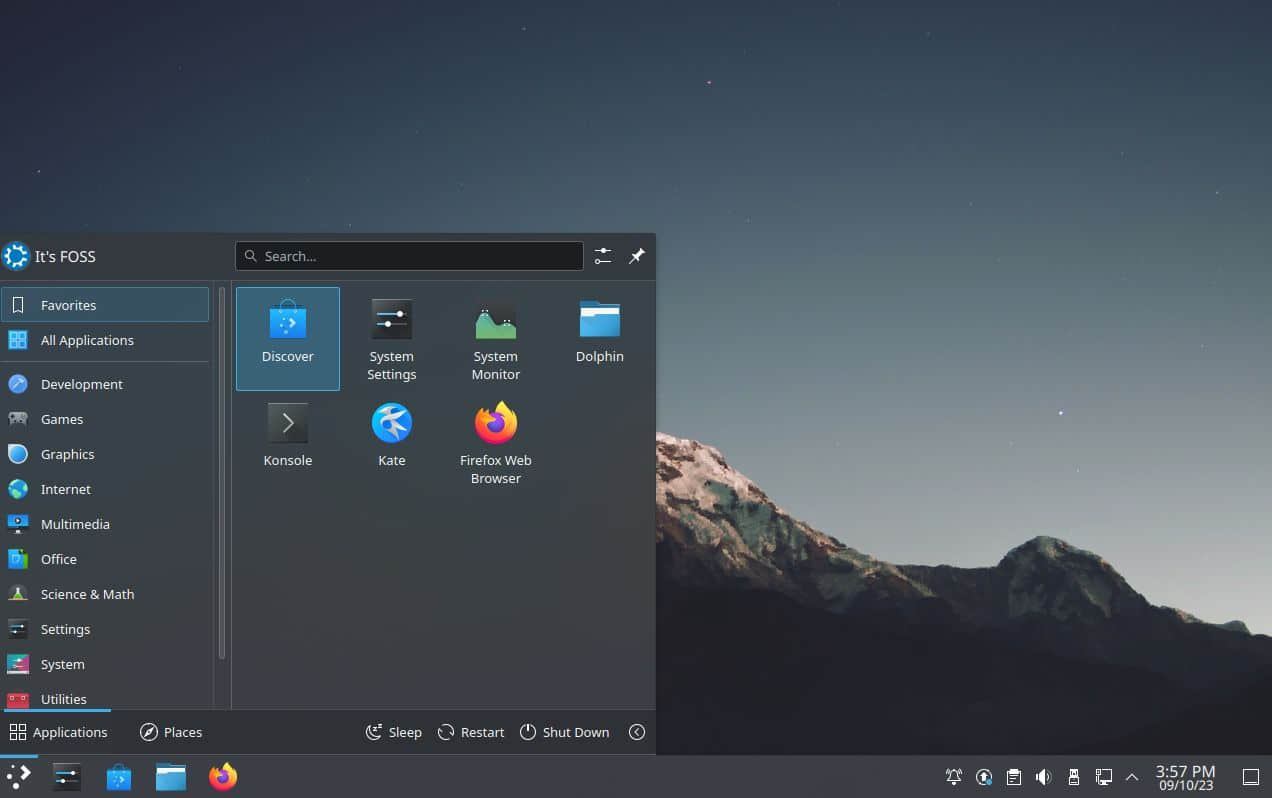 It's FOSS
Search...
Favorites
All Applications
Development
Games
Graphics
Internet
Multimedia
Office
Science & Math
Settings
System
Utilities
Discover
System
Settings
System
Monitor
Dolphin
Konsole
Kate
Firefox Web
Browser
Applications
Places
Sleep
Restart
Shut Down
3:57 PM
09/10/23